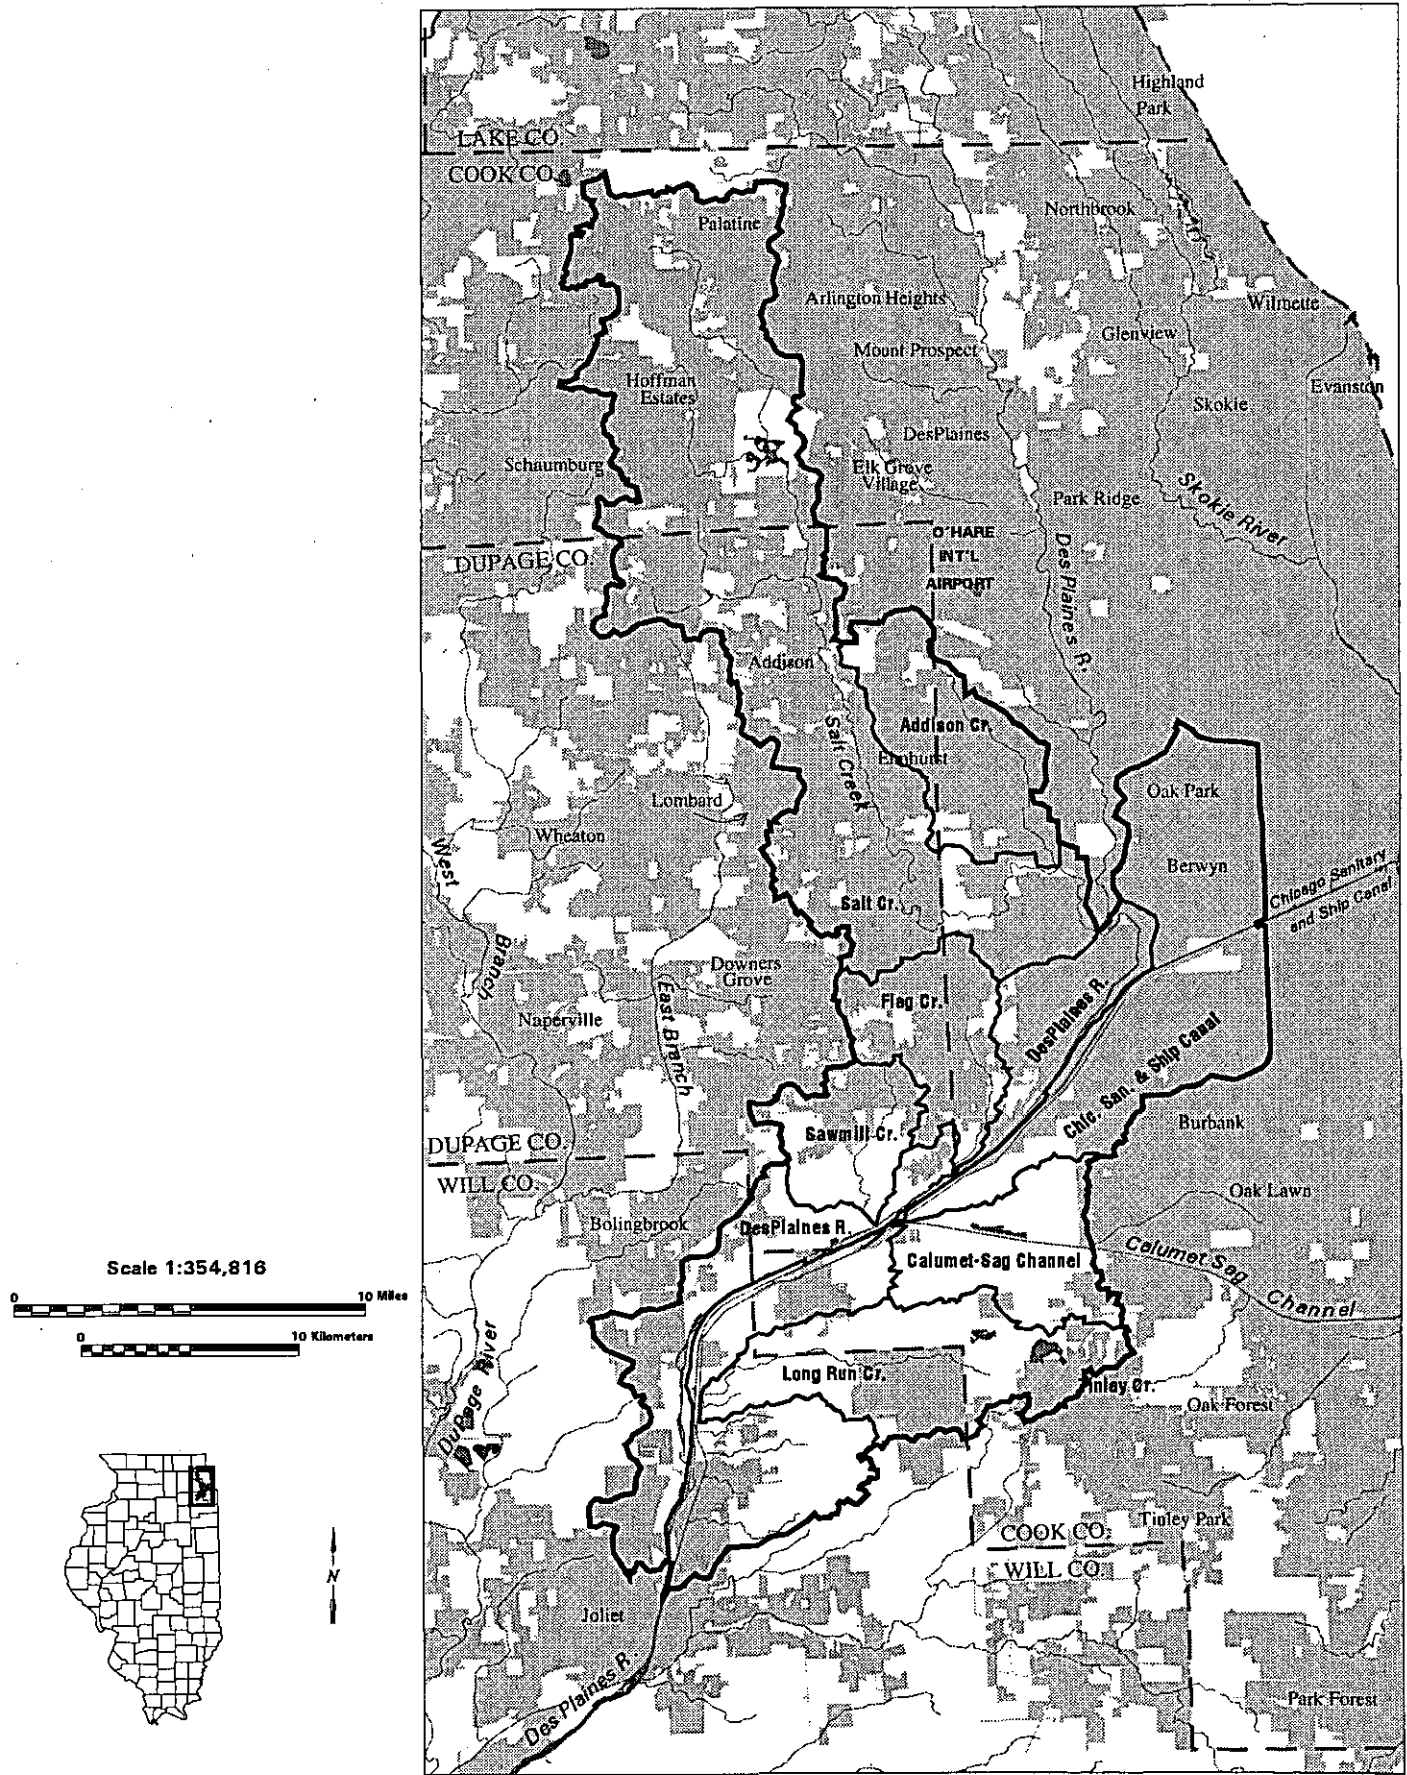 Highland
Park
LAKE CO.
COOK CO.
Palatine
Northbrook
Arlington Heights
Wilmette
Glenview
Mount Prospect
Hoffman
Estates
Evanston
Skokie
DesPlaines
Schaumburg
Elk Grove
Village
Park Ridge
Skokie River
O'HARE
INT'L
AIRPORT
Des Plaines R.
DUPAGE CO.
Addison
Salt Creek
Addison Cr.
Elmhurst
Oak Park
Lombard
Wheaton
West
Branch
Berwyn
Chicago Sanitary
and Ship Canal
Salt Cr.
Downers
Grove
Flag Cr.
DesPlaines R.
Naperville
East Branch
Chic. San. & Ship Canal
Burbank
Sawmill Cr.
DUPAGE CO.
WILL CO.
Oak Lawn
Bolingbrook
DesPlaines R.
Calumet-Sag Channel
Calumet Sag
Channel
Scale 1:354,816
0 10 Miles
0 10 Kilometers
DuPage River
Long Run Cr.
Tinley Cr.
Oak Forest
N
COOK CO.
WILL CO
Tinley Park
Joliet
Des Plaines R.
Park Forest